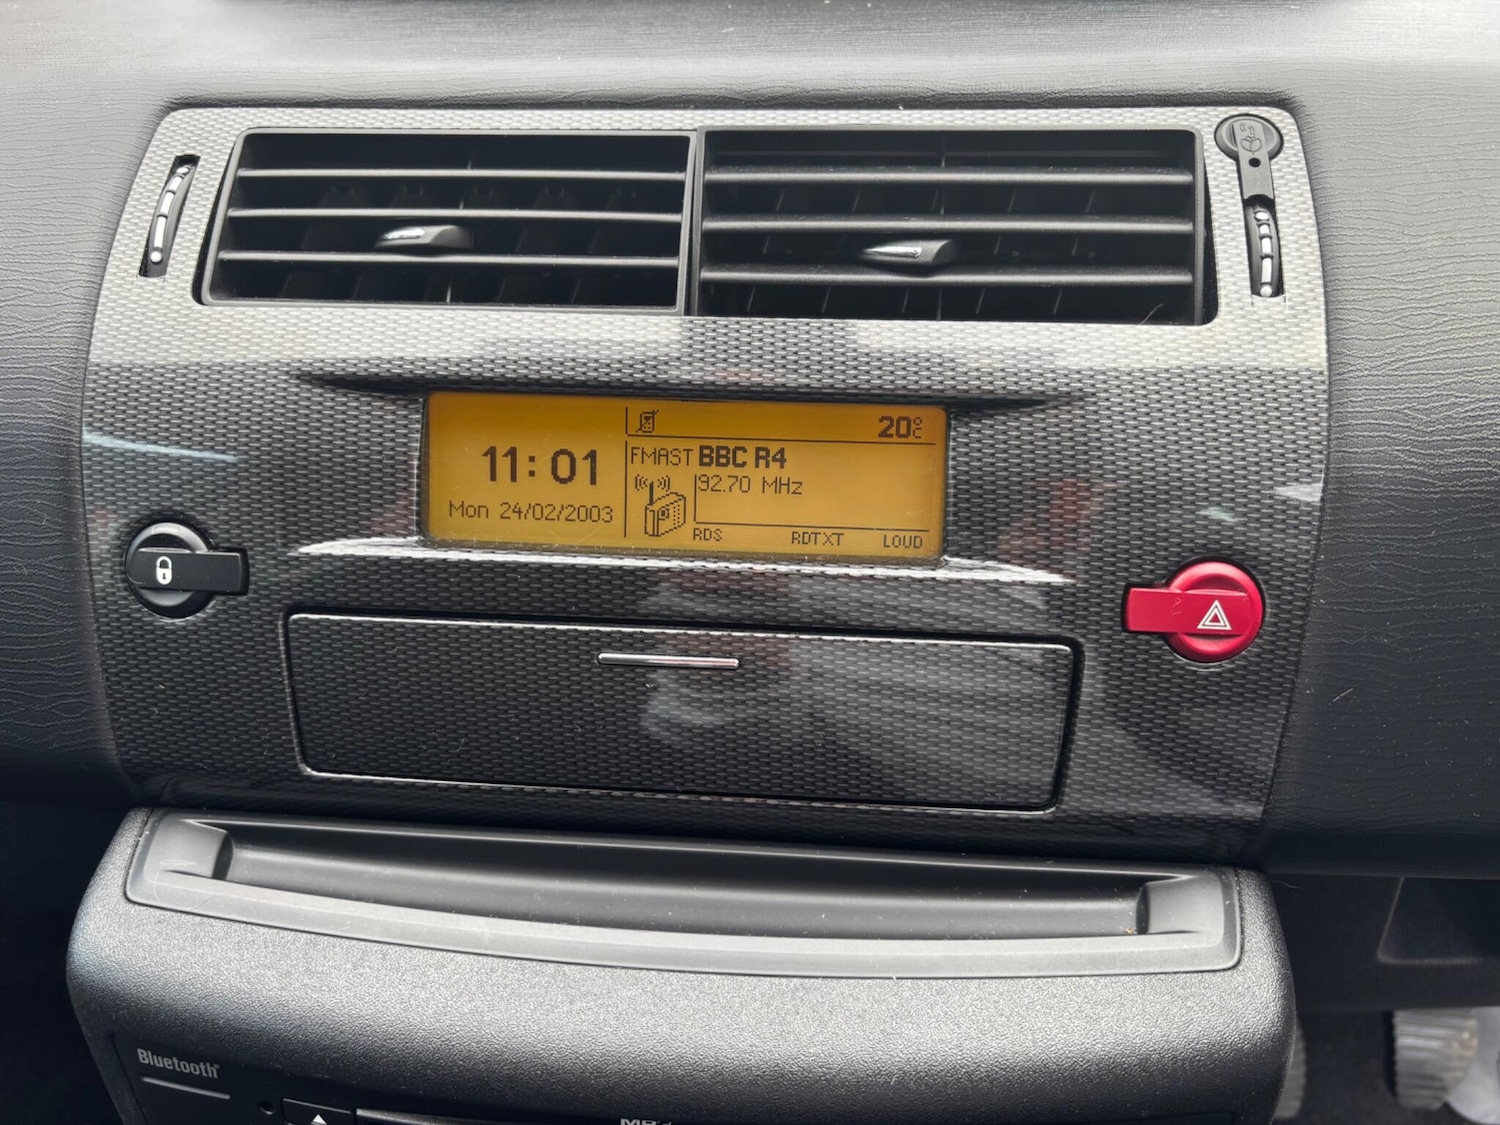 20°C
11:01
FMAST BBC R4
92.70 MHz
Mon 24/02/2003
RDS RDTXT LOUD
Bluetooth